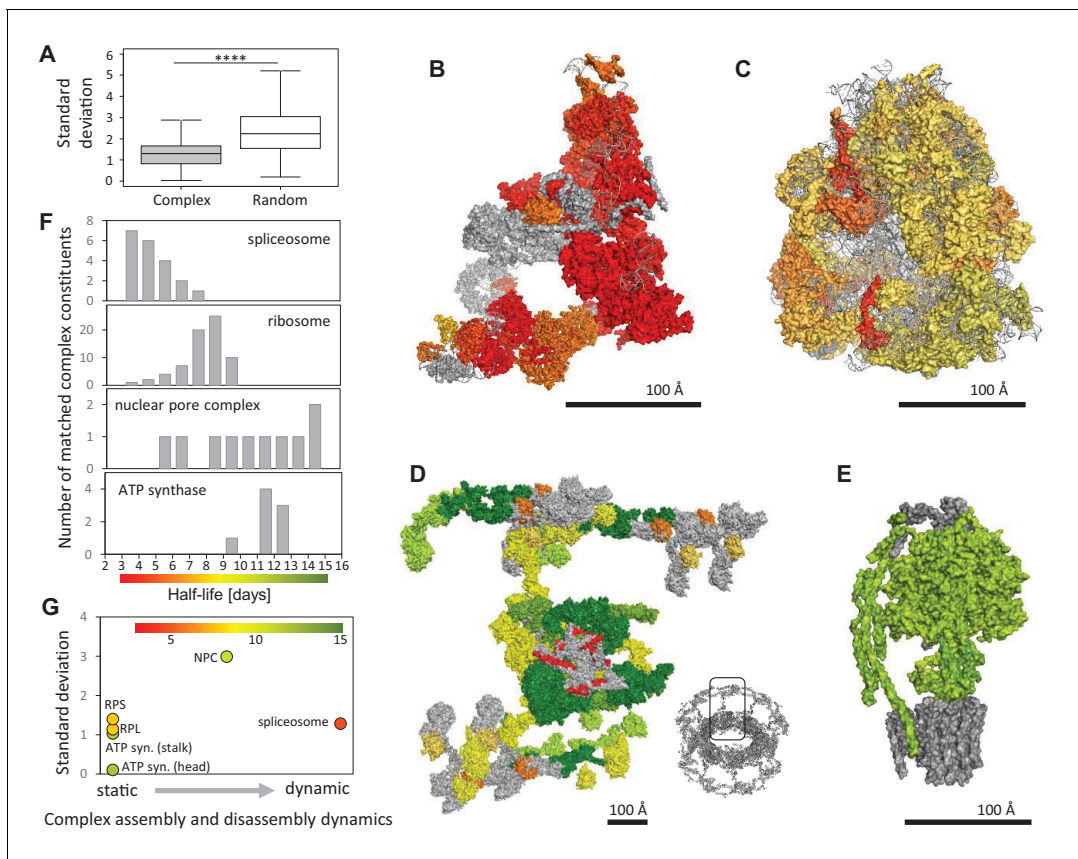 A
Standard
deviation
6
5
4
3
2
1
0
****
Complex
Random
B
100 Å
C
100 Å
F
Number of matched complex constituents
8
6
4
2
0
spliceosome
20
10
0
ribosome
2
1
0
nuclear pore complex
4
2
0
ATP synthase
2 3 4 5 6 7 8 9 10 11 12 13 14 15 16
Half-life [days]
D
100 Å
E
100 Å
G
Standard deviation
4
3
2
1
0
5 10 15
NPC
RPS
RPL
ATP syn. (stalk)
ATP syn. (head)
spliceosome
static dynamic
Complex assembly and disassembly dynamics